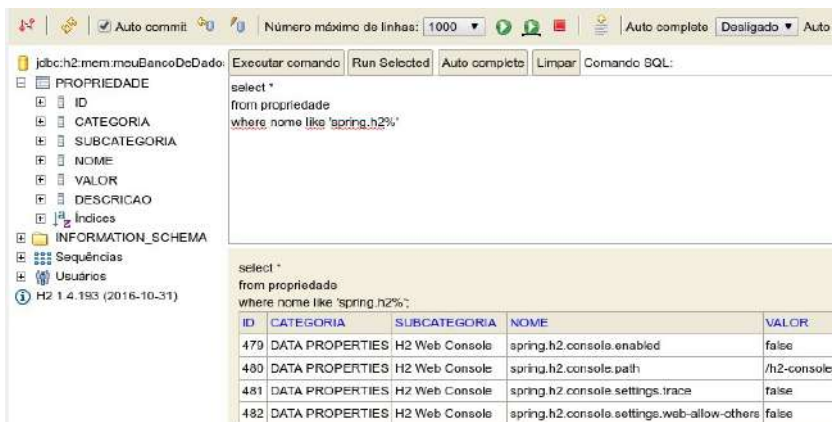 Auto commit Número máximo de linhas: 1000 Auto complete Desligado Auto
jdbc:h2:mem:meuBancoDeDados Executar comando Run Selected Auto complete Limpar Comando SQL:
PROPRIEDADE
ID
CATEGORIA
SUBCATEGORIA
NOME
VALOR
DESCRICAO
Índices
INFORMATION_SCHEMA
Sequências
Usuários
H2 1.4.193 (2016-10-31)
select *
from propriedade
where nome like 'spring.h2%'
select *
from propriedade
where nome like 'spring.h2%';
ID CATEGORIA SUBCATEGORIA NOME VALOR
479 DATA PROPERTIES H2 Web Console spring.h2.console.enabled false
480 DATA PROPERTIES H2 Web Console spring.h2.console.path /h2-console
481 DATA PROPERTIES H2 Web Console spring.h2.console.settings.trace false
482 DATA PROPERTIES H2 Web Console spring.h2.console.settings.web-allow-others false